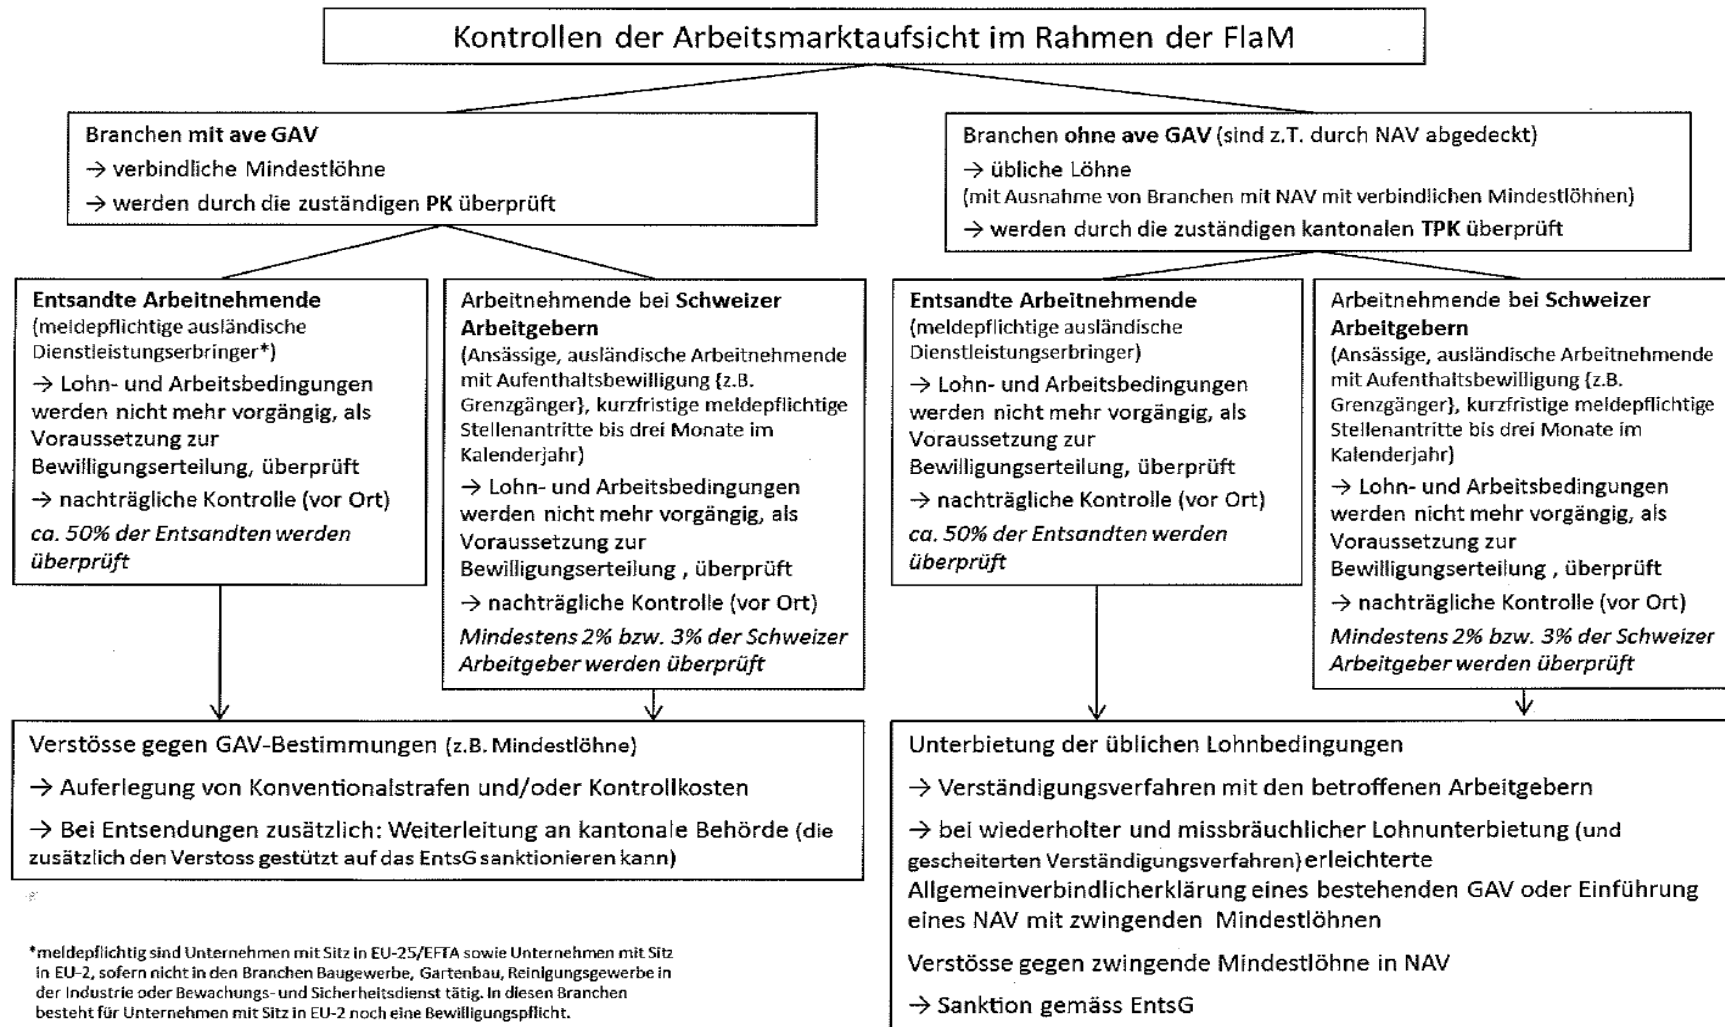 Kontrollen der Arbeitsmarktaufsicht im Rahmen der FlaM
Branchen mit ave GAV
→ verbindliche Mindestlöhne
→ werden durch die zuständigen PK überprüft
Branchen ohne ave GAV (sind z.T. durch NAV abgedeckt)
→ übliche Löhne
(mit Ausnahme von Branchen mit NAV mit verbindlichen Mindestlöhnen)
→ werden durch die zuständigen kantonalen TPK überprüft
Entsandte Arbeitnehmende
(meldepflichtige ausländische
Dienstleistungserbringer*)
→ Lohn- und Arbeitsbedingungen
werden nicht mehr vorgängig, als
Voraussetzung zur
Bewilligungserteilung, überprüft
→ nachträgliche Kontrolle (vor Ort)
ca. 50% der Entsandten werden
überprüft
Arbeitnehmende bei Schweizer
Arbeitgebern
(Ansässige, ausländische Arbeitnehmende
mit Aufenthaltsbewilligung {z.B.
Grenzgänger}, kurzfristige meldepflichtige
Stellenantritte bis drei Monate im
Kalenderjahr)
→ Lohn- und Arbeitsbedingungen
werden nicht mehr vorgängig, als
Voraussetzung zur
Bewilligungserteilung , überprüft
→ nachträgliche Kontrolle (vor Ort)
Mindestens 2% bzw. 3% der Schweizer
Arbeitgeber werden überprüft
Entsandte Arbeitnehmende
(meldepflichtige ausländische
Dienstleistungserbringer)
→ Lohn- und Arbeitsbedingungen
werden nicht mehr vorgängig, als
Voraussetzung zur
Bewilligungserteilung, überprüft
→ nachträgliche Kontrolle (vor Ort)
ca. 50% der Entsandten werden
überprüft
Arbeitnehmende bei Schweizer
Arbeitgebern
(Ansässige, ausländische Arbeitnehmende
mit Aufenthaltsbewilligung {z.B.
Grenzgänger}, kurzfristige meldepflichtige
Stellenantritte bis drei Monate im
Kalenderjahr)
→ Lohn- und Arbeitsbedingungen
werden nicht mehr vorgängig, als
Voraussetzung zur
Bewilligungserteilung , überprüft
→ nachträgliche Kontrolle (vor Ort)
Mindestens 2% bzw. 3% der Schweizer
Arbeitgeber werden überprüft
Verstösse gegen GAV-Bestimmungen (z.B. Mindestlöhne)
→ Auferlegung von Konventionalstrafen und/oder Kontrollkosten
→ Bei Entsendungen zusätzlich: Weiterleitung an kantonale Behörde (die
zusätzlich den Verstoss gestützt auf das EntsG sanktionieren kann)
Unterbietung der üblichen Lohnbedingungen
→ Verständigungsverfahren mit den betroffenen Arbeitgebern
→ bei wiederholter und missbräuchlicher Lohnunterbietung (und
gescheiterten Verständigungsverfahren) erleichterte
Allgemeinverbindlicherklärung eines bestehenden GAV oder Einführung
eines NAV mit zwingenden Mindestlöhnen
Verstösse gegen zwingende Mindestlöhne in NAV
→ Sanktion gemäss EntsG
*meldepflichtig sind Unternehmen mit Sitz in EU-25/EFTA sowie Unternehmen mit Sitz
in EU-2, sofern nicht in den Branchen Baugewerbe, Gartenbau, Reinigungsgewerbe in
der Industrie oder Bewachungs- und Sicherheitsdienst tätig. In diesen Branchen
besteht für Unternehmen mit Sitz in EU-2 noch eine Bewilligungspflicht.